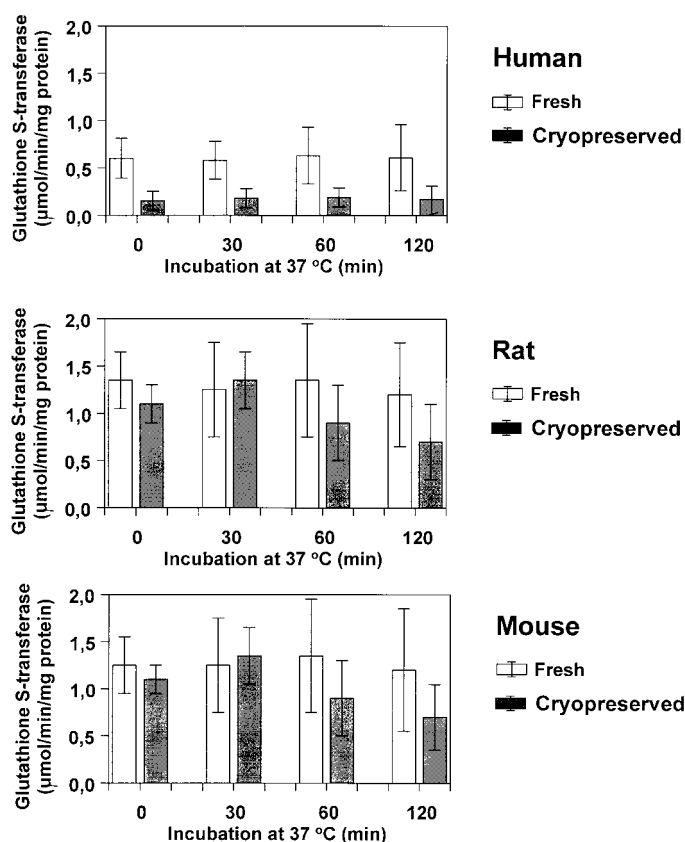 Glutathione S-transferase
(µmol/min/mg protein)
2,0
1,5
1,0
0,5
0,0
0 30 60 120
Incubation at 37 °C (min)
Human
Fresh
Cryopreserved
Glutathione S-transferase
(µmol/min/mg protein)
2,0
1,5
1,0
0,5
0,0
0 30 60 120
Incubation at 37 °C (min)
Rat
Fresh
Cryopreserved
Glutathione S-transferase
(µmol/min/mg protein)
2,0
1,5
1,0
0,5
0,0
0 30 60 120
Incubation at 37 °C (min)
Mouse
Fresh
Cryopreserved